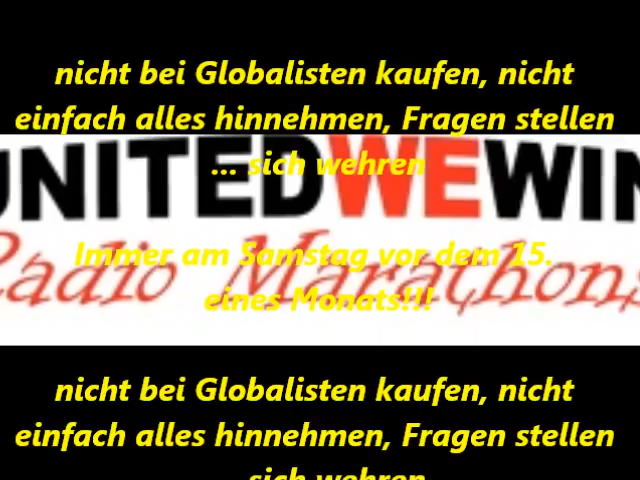 nicht bei Globalisten kaufen, nicht
einfach alles hinnehmen, Fragen stellen
UNITEDWEWIN
... sich wehren
Radio Marathons
Immer am Samstag vor dem 15.
eines Monats!!!
nicht bei Globalisten kaufen, nicht
einfach alles hinnehmen, Fragen stellen
sich wehren